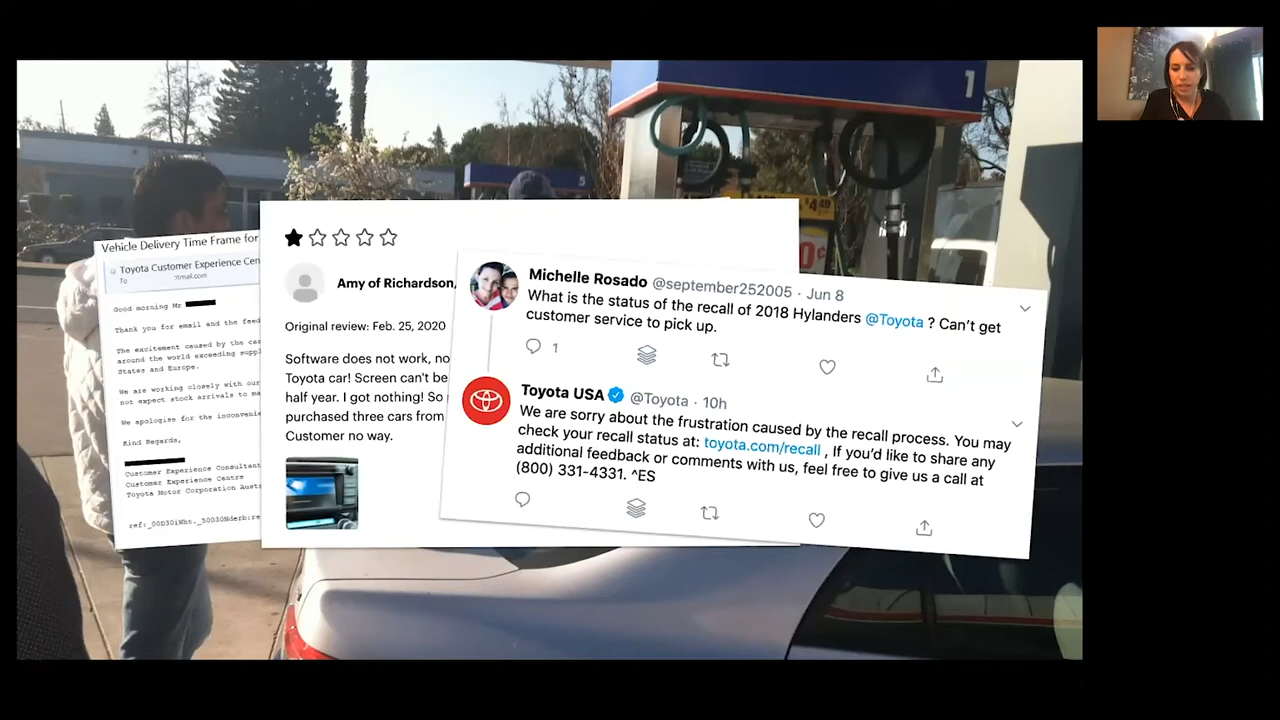 1
5
$4.49
Vehicle Delivery Time Frame for
Toyota Customer Experience Cen
To
Good morning Mr
Thank you for email and the feed
The excitement caused by the ca
around the world exceeding supp
States and Europe.
We are working closely with our
not expect stock arrivals to ma
We apologise for the inconvenie
Kind Regards,
Customer Experience Consultant
Customer Experience Centre
Toyota Motor Corporation Aust
Amy of Richardson,
Original review: Feb. 25, 2020
Software does not work, no
Toyota car! Screen can't be
half year. I got nothing! So
purchased three cars from
Customer no way.
Michelle Rosado @september252005 · Jun 8
What is the status of the recall of 2018 Hylanders @Toyota ? Can't get
customer service to pick up.
1
Toyota USA @Toyota · 10h
We are sorry about the frustration caused by the recall process. You may
check your recall status at: toyota.com/recall , If you'd like to share any
additional feedback or comments with us, feel free to give us a call at
(800) 331-4331. ^ES